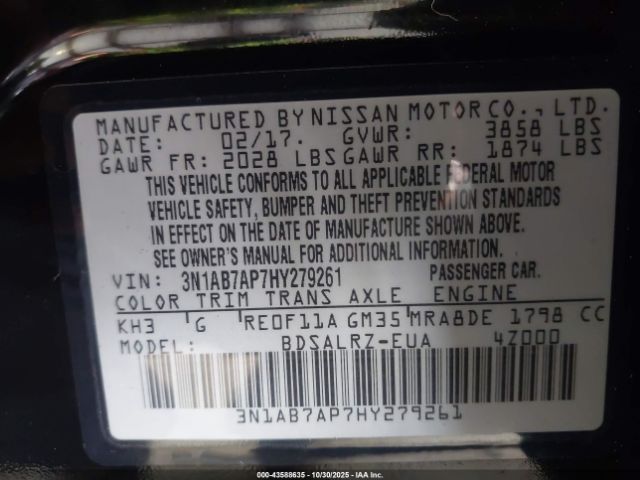 MANUFACTURED BY NISSAN MOTOR CO., LTD.
DATE: 02/17. GVWR: 3858 LBS
GAWR FR: 2028 LBS GAWR RR: 1874 LBS
THIS VEHICLE CONFORMS TO ALL APPLICABLE FEDERAL MOTOR
VEHICLE SAFETY, BUMPER AND THEFT PREVENTION STANDARDS
IN EFFECT ON THE DATE OF MANUFACTURE SHOWN ABOVE.
SEE OWNER'S MANUAL FOR ADDITIONAL INFORMATION.
VIN: 3N1AB7AP7HY279261 PASSENGER CAR.
COLOR TRIM TRANS AXLE ENGINE
KH3 G RE0F11A GM35 MRA8DE 1798 CC
MODEL: BDSALRZ-EUA 4Z000
3N1AB7AP7HY279261
000-43588635 - 10/30/2025 - IAA Inc.